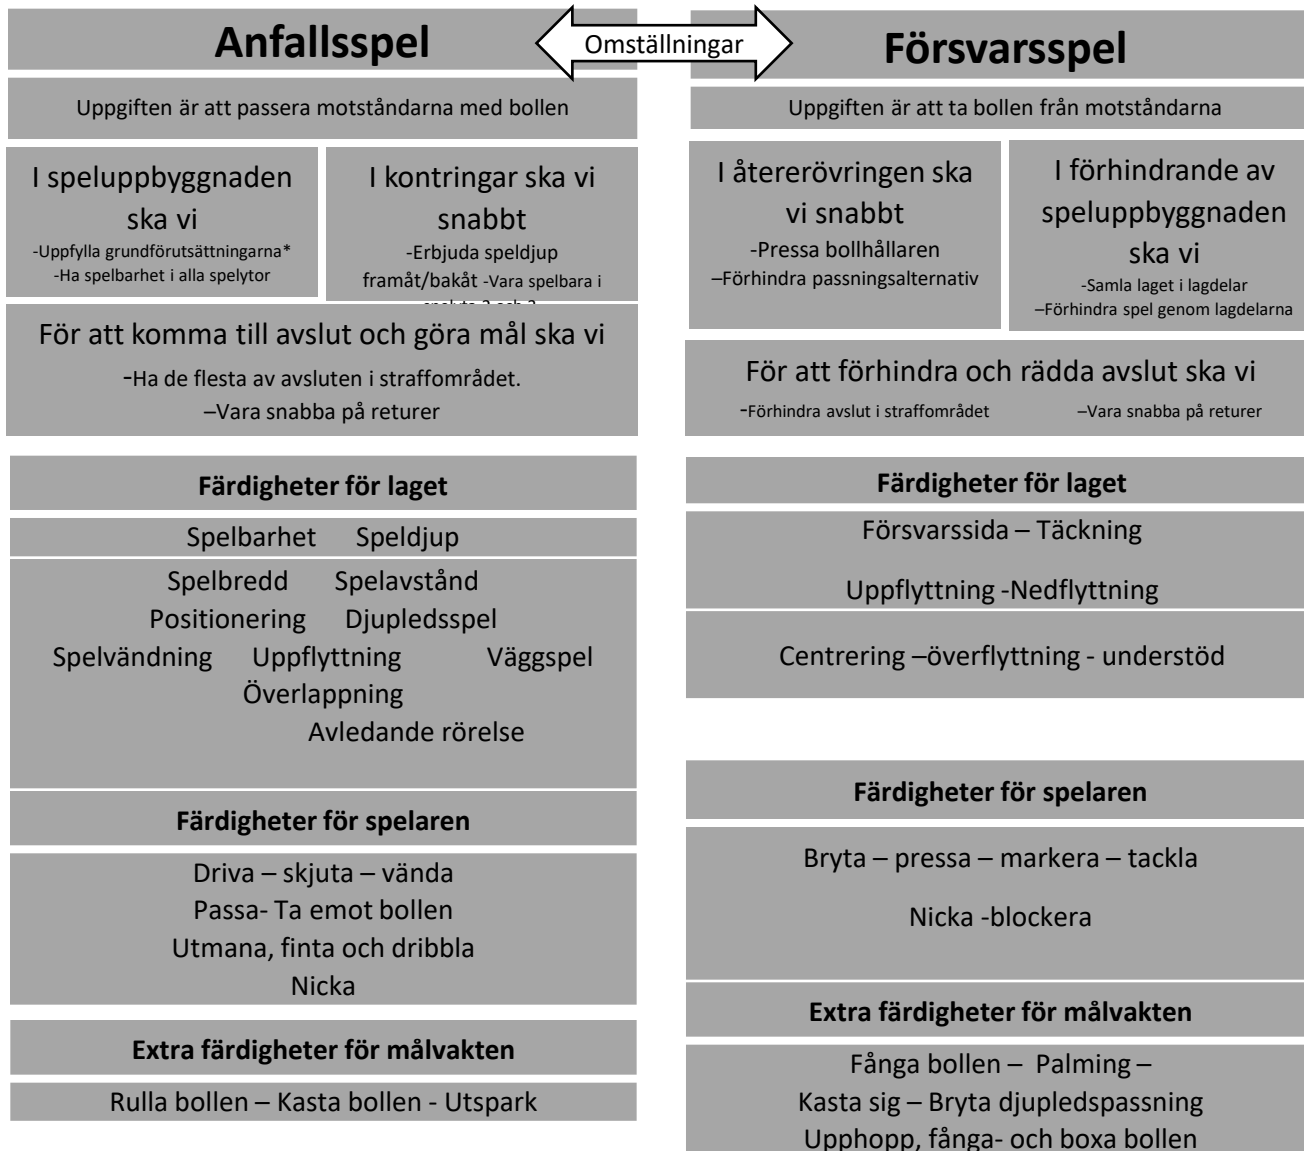 Anfallsspel
Omställningar
Försvarsspel
Uppgiften är att passera motståndarna med bollen
Uppgiften är att ta bollen från motståndarna
I speluppbyggnaden
ska vi
-Uppfylla grundförutsättningarna*
-Ha spelbarhet i alla spelytor
I kontringar ska vi
snabbt
-Erbjuda speldjup
framåt/bakåt -Vara spelbara i
I återerövringen ska
vi snabbt
-Pressa bollhållaren
–Förhindra passningsalternativ
I förhindrande av
speluppbyggnaden
ska vi
-Samla laget i lagdelar
–Förhindra spel genom lagdelarna
För att komma till avslut och göra mål ska vi
-Ha de flesta av avsluten i straffområdet.
–Vara snabba på returer
För att förhindra och rädda avslut ska vi
-Förhindra avslut i straffområdet –Vara snabba på returer
Färdigheter för laget
Spelbarhet Speldjup
Spelbredd Spelavstånd
Positionering Djupledsspel
Spelvändning Uppflyttning Väggspel
Överlappning
Avledande rörelse
Färdigheter för spelaren
Driva – skjuta – vända
Passa- Ta emot bollen
Utmana, finta och dribbla
Nicka
Extra färdigheter för målvakten
Rulla bollen – Kasta bollen - Utspark
Färdigheter för laget
Försvarssida – Täckning
Uppflyttning -Nedflyttning
Centrering –överflyttning - understöd
Färdigheter för spelaren
Bryta – pressa – markera – tackla
Nicka -blockera
Extra färdigheter för målvakten
Fånga bollen – Palming –
Kasta sig – Bryta djupledspassning
Upphopp, fånga- och boxa bollen